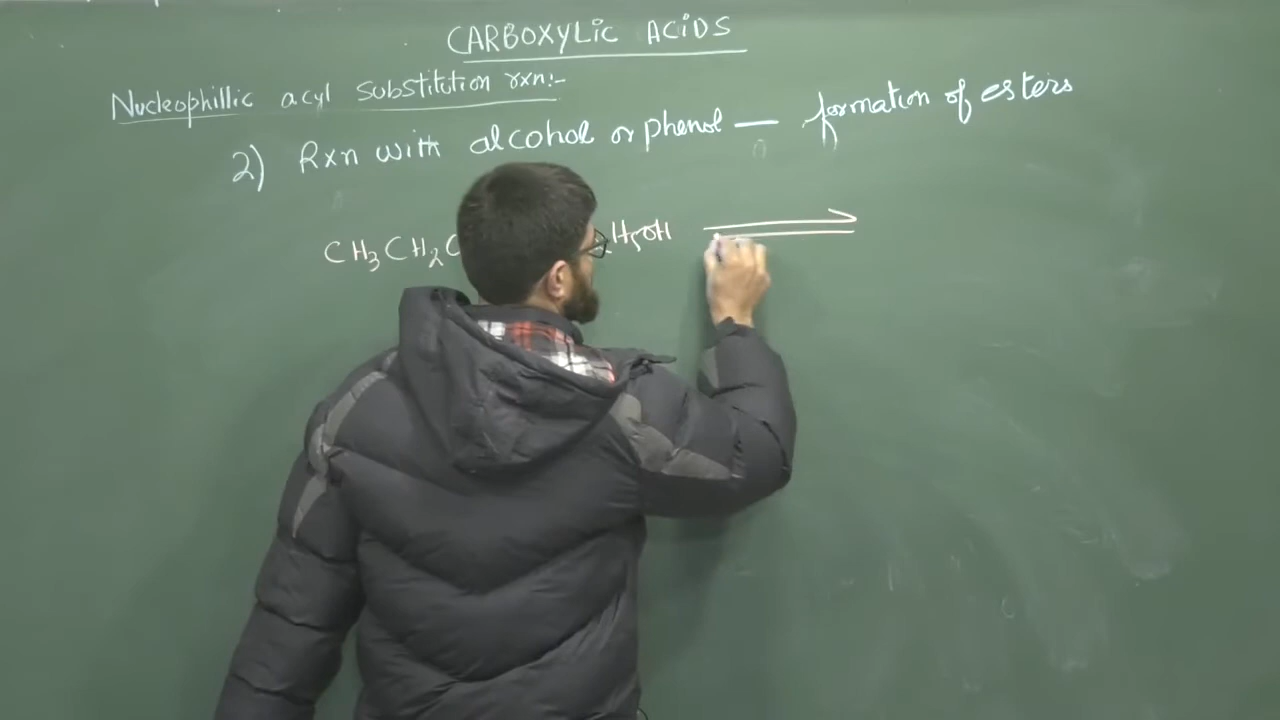 CARBOXYLIC ACIDS
Nucleophillic acyl substitution rxn:-
2) Rxn with alcohol or phenol — formation of esters
CH3CH2C H5OH ⇌